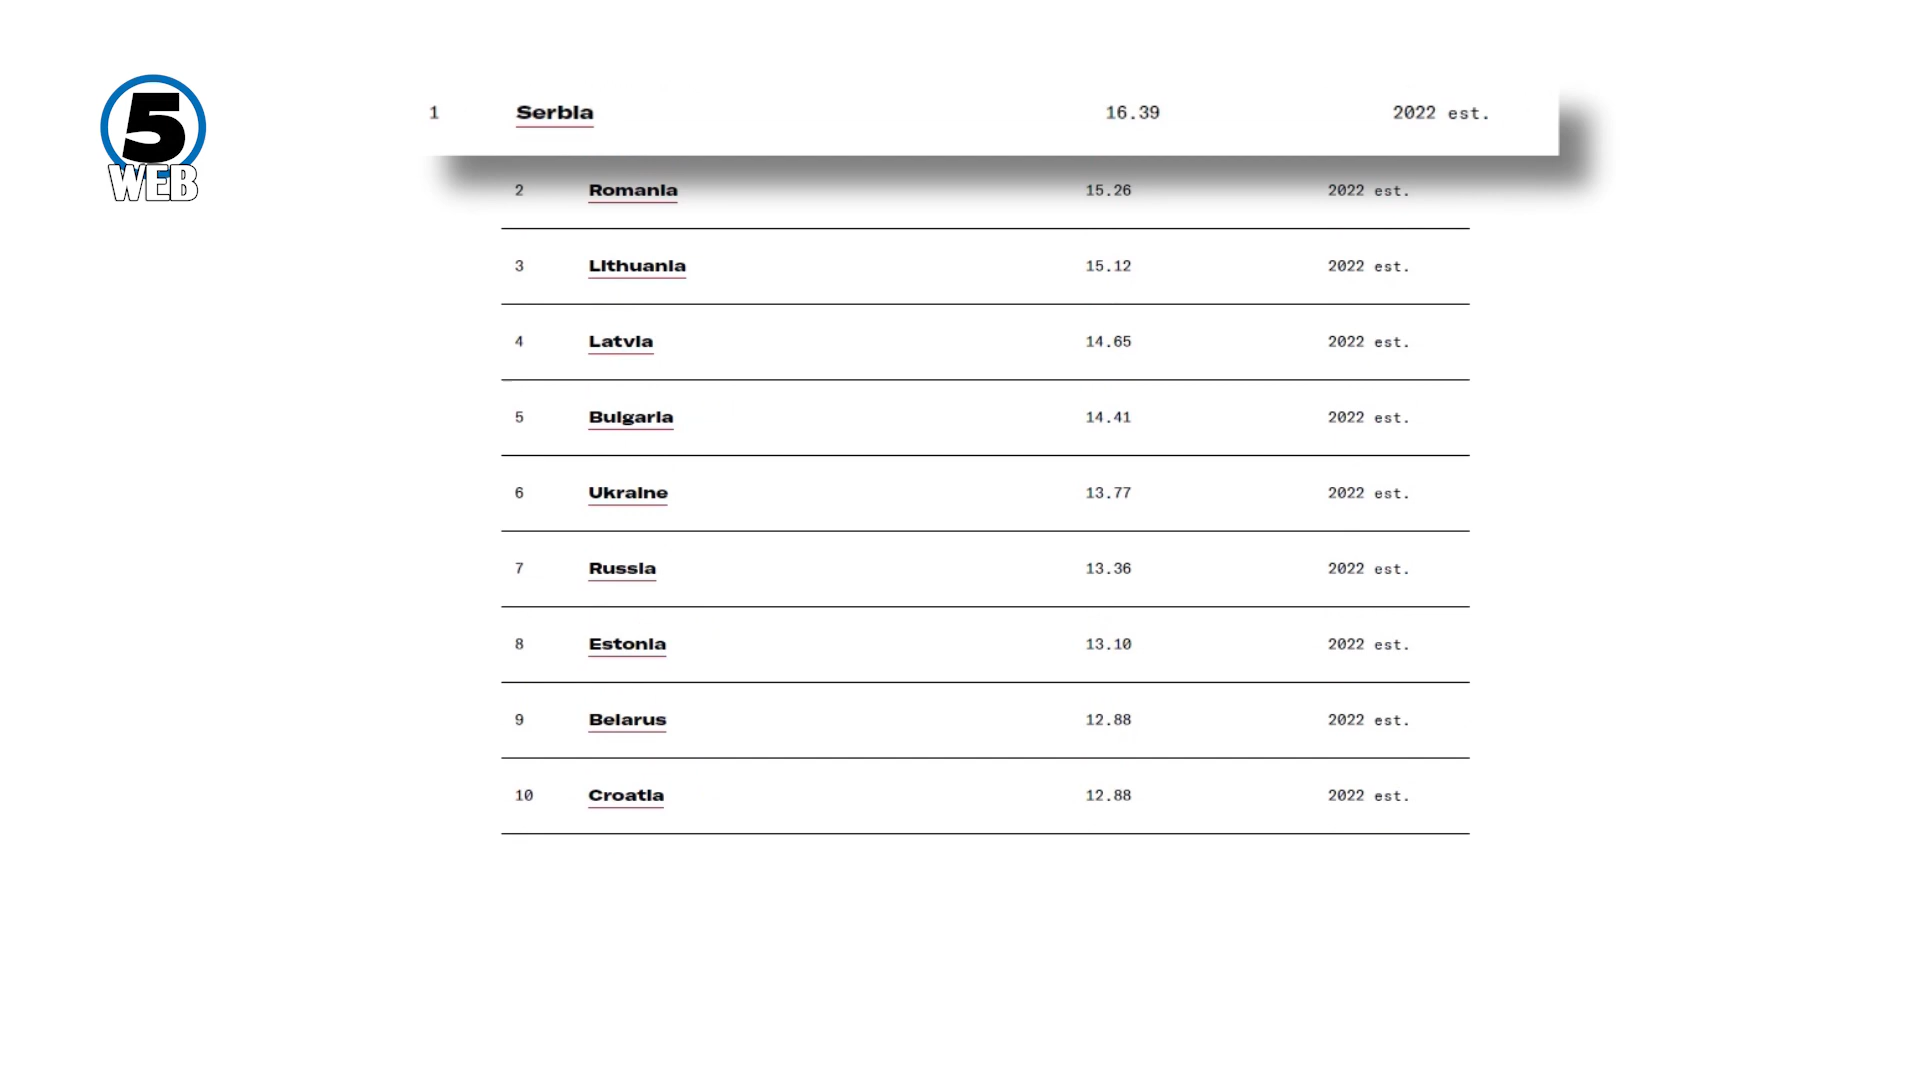 5
WEB
1 Serbia 16.39 2022 est.
2 Romania 15.26 2022 est.
3 Lithuania 15.12 2022 est.
4 Latvia 14.65 2022 est.
5 Bulgaria 14.41 2022 est.
6 Ukraine 13.77 2022 est.
7 Russia 13.36 2022 est.
8 Estonia 13.10 2022 est.
9 Belarus 12.88 2022 est.
10 Croatia 12.88 2022 est.